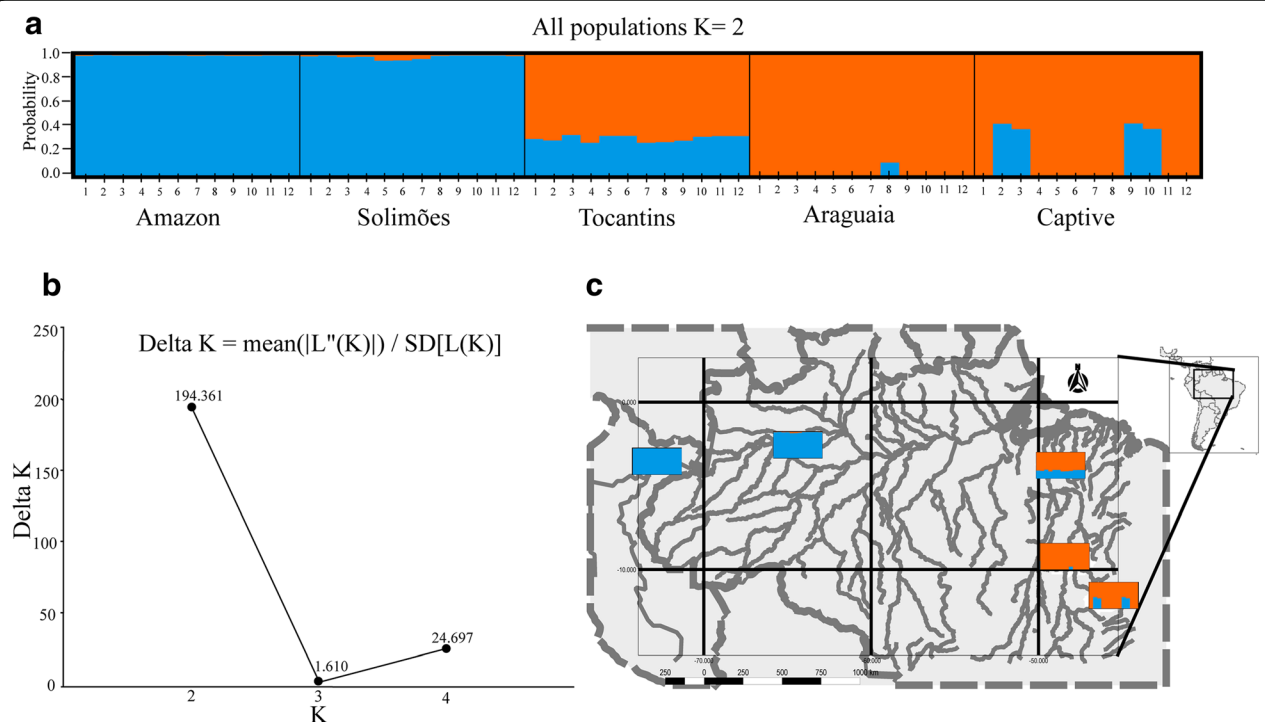 a
All populations K= 2
Probability
1.0
0.8
0.6
0.4
0.2
0.0
1 2 3 4 5 6 7 8 9 10 11 12 1 2 3 4 5 6 7 8 9 10 11 12 1 2 3 4 5 6 7 8 9 10 11 12 1 2 3 4 5 6 7 8 9 10 11 12 1 2 3 4 5 6 7 8 9 10 11 12
Amazon Solimões Tocantins Araguaia Captive
b
Delta K = mean(|L"(K)|) / SD[L(K)]
Delta K
250
200
150
100
50
0
194.361
1.610
24.697
2 3 4
K
c
0.000
-10.000
-70.000 -60.000 -50.000
250 0 250 500 750 1000 km